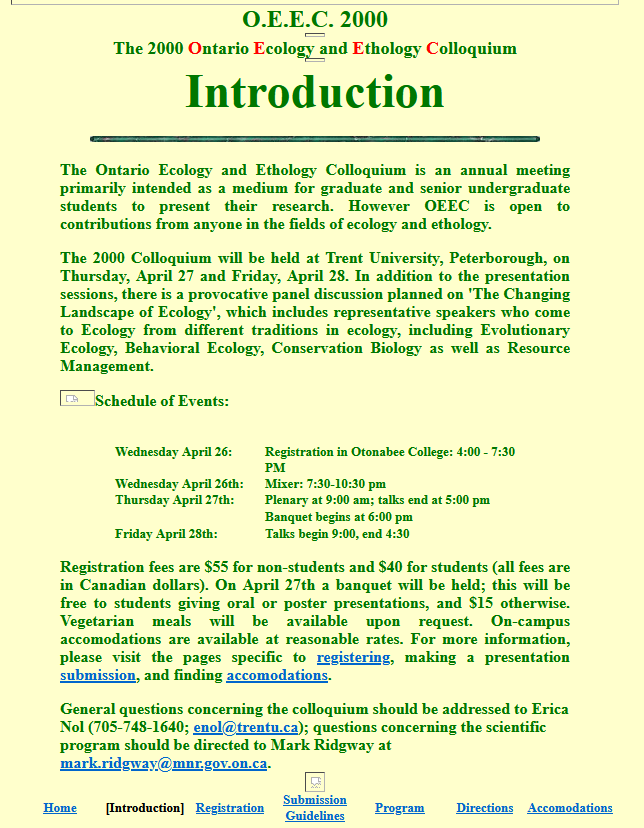 O.E.E.C. 2000
The 2000 Ontario Ecology and Ethology Colloquium
Introduction
The Ontario Ecology and Ethology Colloquium is an annual meeting
primarily intended as a medium for graduate and senior undergraduate
students to present their research. However OEEC is open to
contributions from anyone in the fields of ecology and ethology.
The 2000 Colloquium will be held at Trent University, Peterborough, on
Thursday, April 27 and Friday, April 28. In addition to the presentation
sessions, there is a provocative panel discussion planned on 'The Changing
Landscape of Ecology', which includes representative speakers who come
to Ecology from different traditions in ecology, including Evolutionary
Ecology, Behavioral Ecology, Conservation Biology as well as Resource
Management.
Schedule of Events:
Wednesday April 26: Registration in Otonabee College: 4:00 - 7:30
PM
Wednesday April 26th: Mixer: 7:30-10:30 pm
Thursday April 27th: Plenary at 9:00 am; talks end at 5:00 pm
Banquet begins at 6:00 pm
Friday April 28th: Talks begin 9:00, end 4:30
Registration fees are $55 for non-students and $40 for students (all fees are
in Canadian dollars). On April 27th a banquet will be held; this will be
free to students giving oral or poster presentations, and $15 otherwise.
Vegetarian meals will be available upon request. On-campus
accomodations are available at reasonable rates. For more information,
please visit the pages specific to registering, making a presentation
submission, and finding accomodations.
General questions concerning the colloquium should be addressed to Erica
Nol (705-748-1640; enol@trentu.ca); questions concerning the scientific
program should be directed to Mark Ridgway at
mark.ridgway@mnr.gov.on.ca.
Home [Introduction] Registration Submission Guidelines Program Directions Accomodations